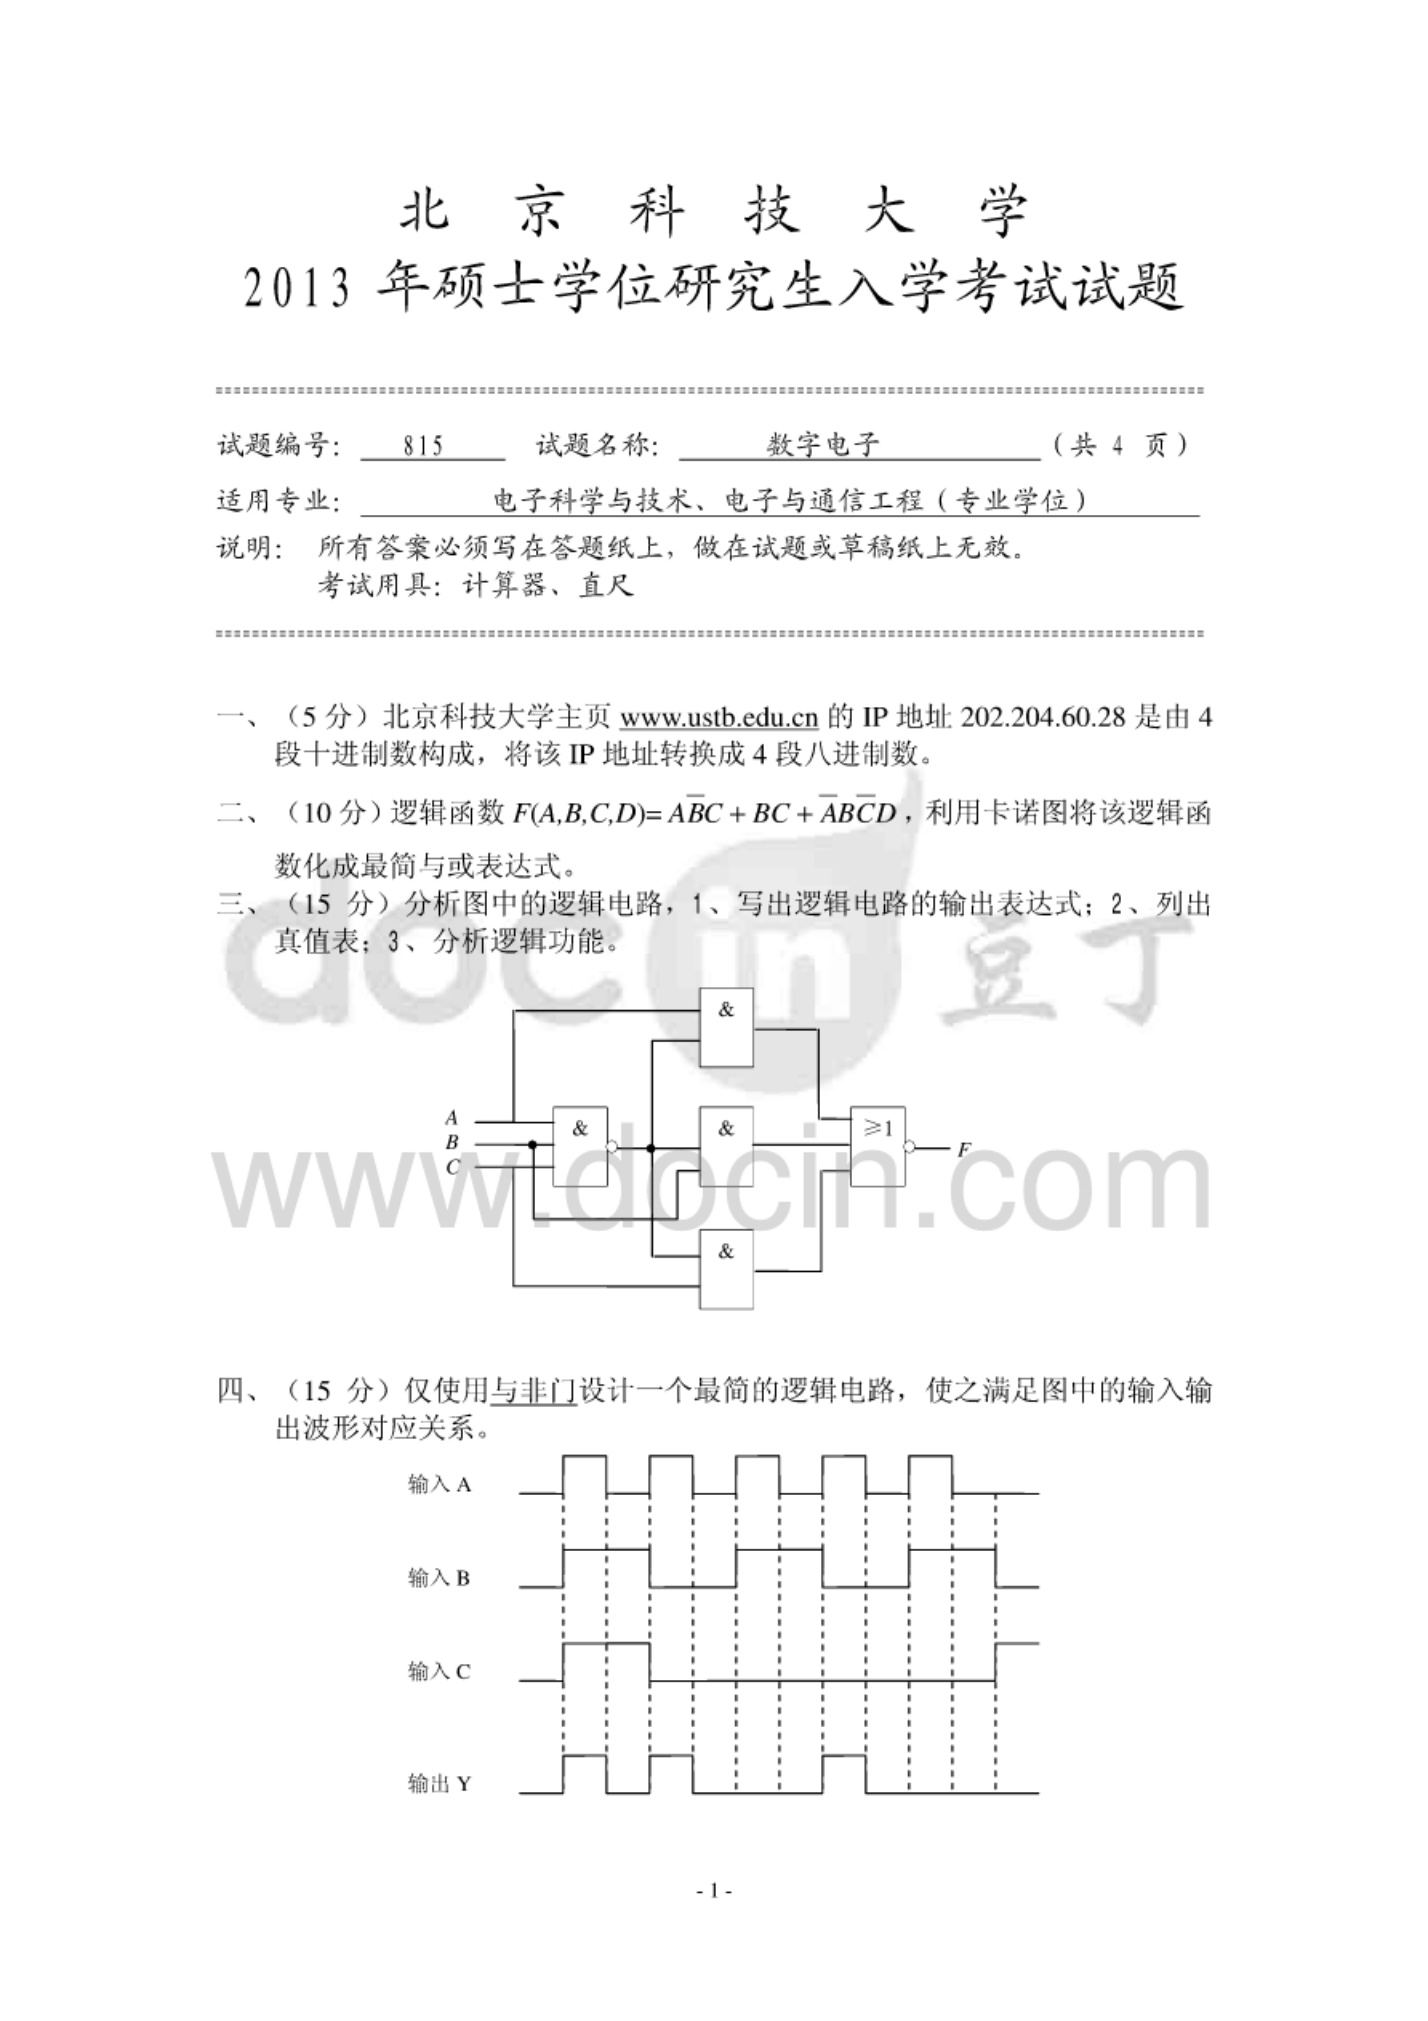 北 京 科 技 大 学
2013 年硕士学位研究生入学考试试题
试题编号: 815 试题名称: 数字电子 (共 4 页)
适用专业: 电子科学与技术、电子与通信工程(专业学位)
说明: 所有答案必须写在答题纸上,做在试题或草稿纸上无效。
考试用具:计算器、直尺
一、(5 分)北京科技大学主页 www.ustb.edu.cn 的 IP 地址 202.204.60.28 是由 4
段十进制数构成,将该 IP 地址转换成 4 段八进制数。
二、(10 分)逻辑函数 F(A,B,C,D)= AB̅C + BC + A̅BC̅D,利用卡诺图将该逻辑函
数化成最简与或表达式。
三、(15 分)分析图中的逻辑电路,1、写出逻辑电路的输出表达式;2、列出
真值表;3、分析逻辑功能。
docin 豆丁
&
A
B
C
&
&
≥1
F
&
www.docin.com
四、(15 分)仅使用与非门设计一个最简的逻辑电路,使之满足图中的输入输
出波形对应关系。
输入 A
输入 B
输入 C
输出 Y
- 1 -